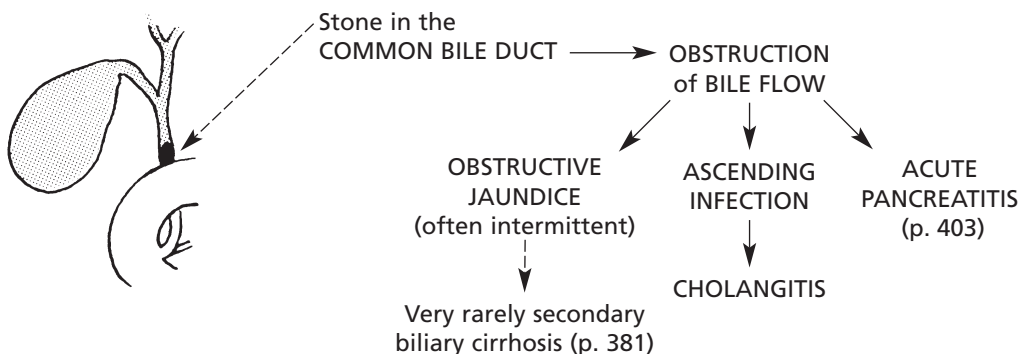 Stone in the
COMMON BILE DUCT
OBSTRUCTION
of BILE FLOW
OBSTRUCTIVE
JAUNDICE
(often intermittent)
ASCENDING
INFECTION
ACUTE
PANCREATITIS
(p. 403)
CHOLANGITIS
Very rarely secondary
biliary cirrhosis (p. 381)